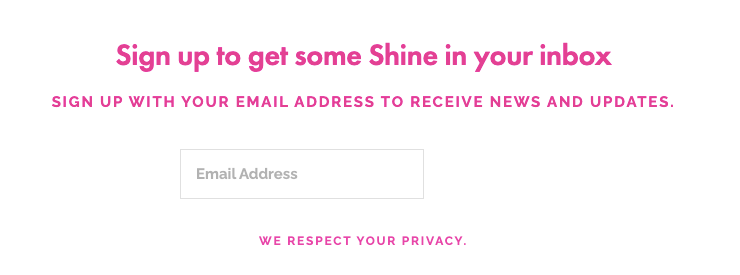 Sign up to get some Shine in your inbox
SIGN UP WITH YOUR EMAIL ADDRESS TO RECEIVE NEWS AND UPDATES.
Email Address
WE RESPECT YOUR PRIVACY.